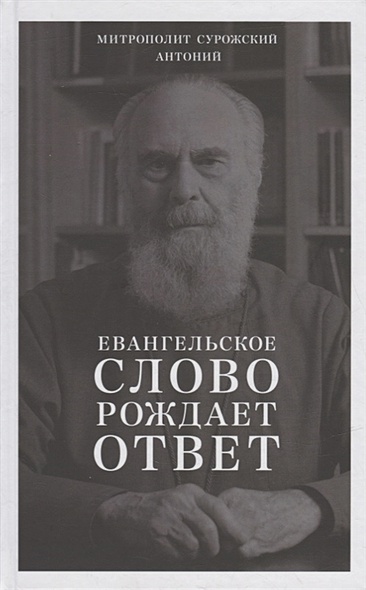 МИТРОПОЛИТ СУРОЖСКИЙ
АНТОНИЙ
ЕВАНГЕЛЬСКОЕ
СЛОВО
РОЖДАЕТ
ОТВЕТ